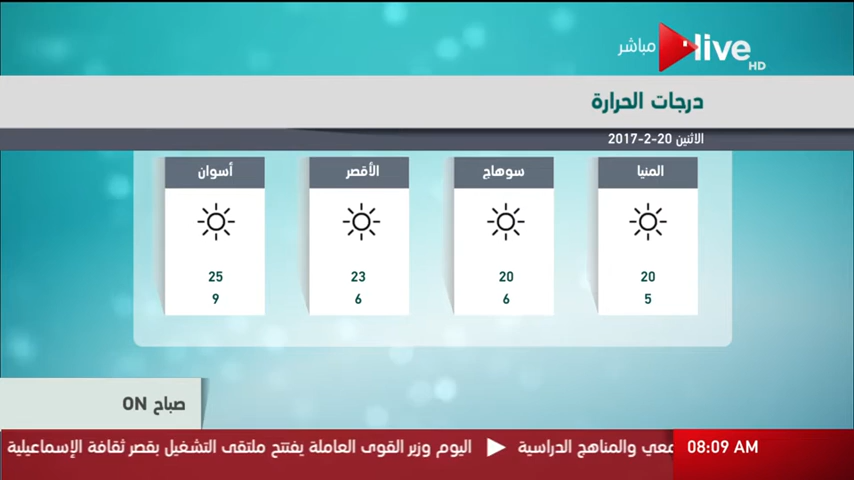 مباشر live HD
درجات الحرارة
الاثنين 20-2-2017
المنيا
20
5
سوهاج
20
6
الأقصر
23
6
أسوان
25
9
صباح ON
والمناهج الدراسية ◀ اليوم وزير القوى العاملة يفتتح ملتقى التشغيل بقصر ثقافة الإسماعيلية
08:09 AM